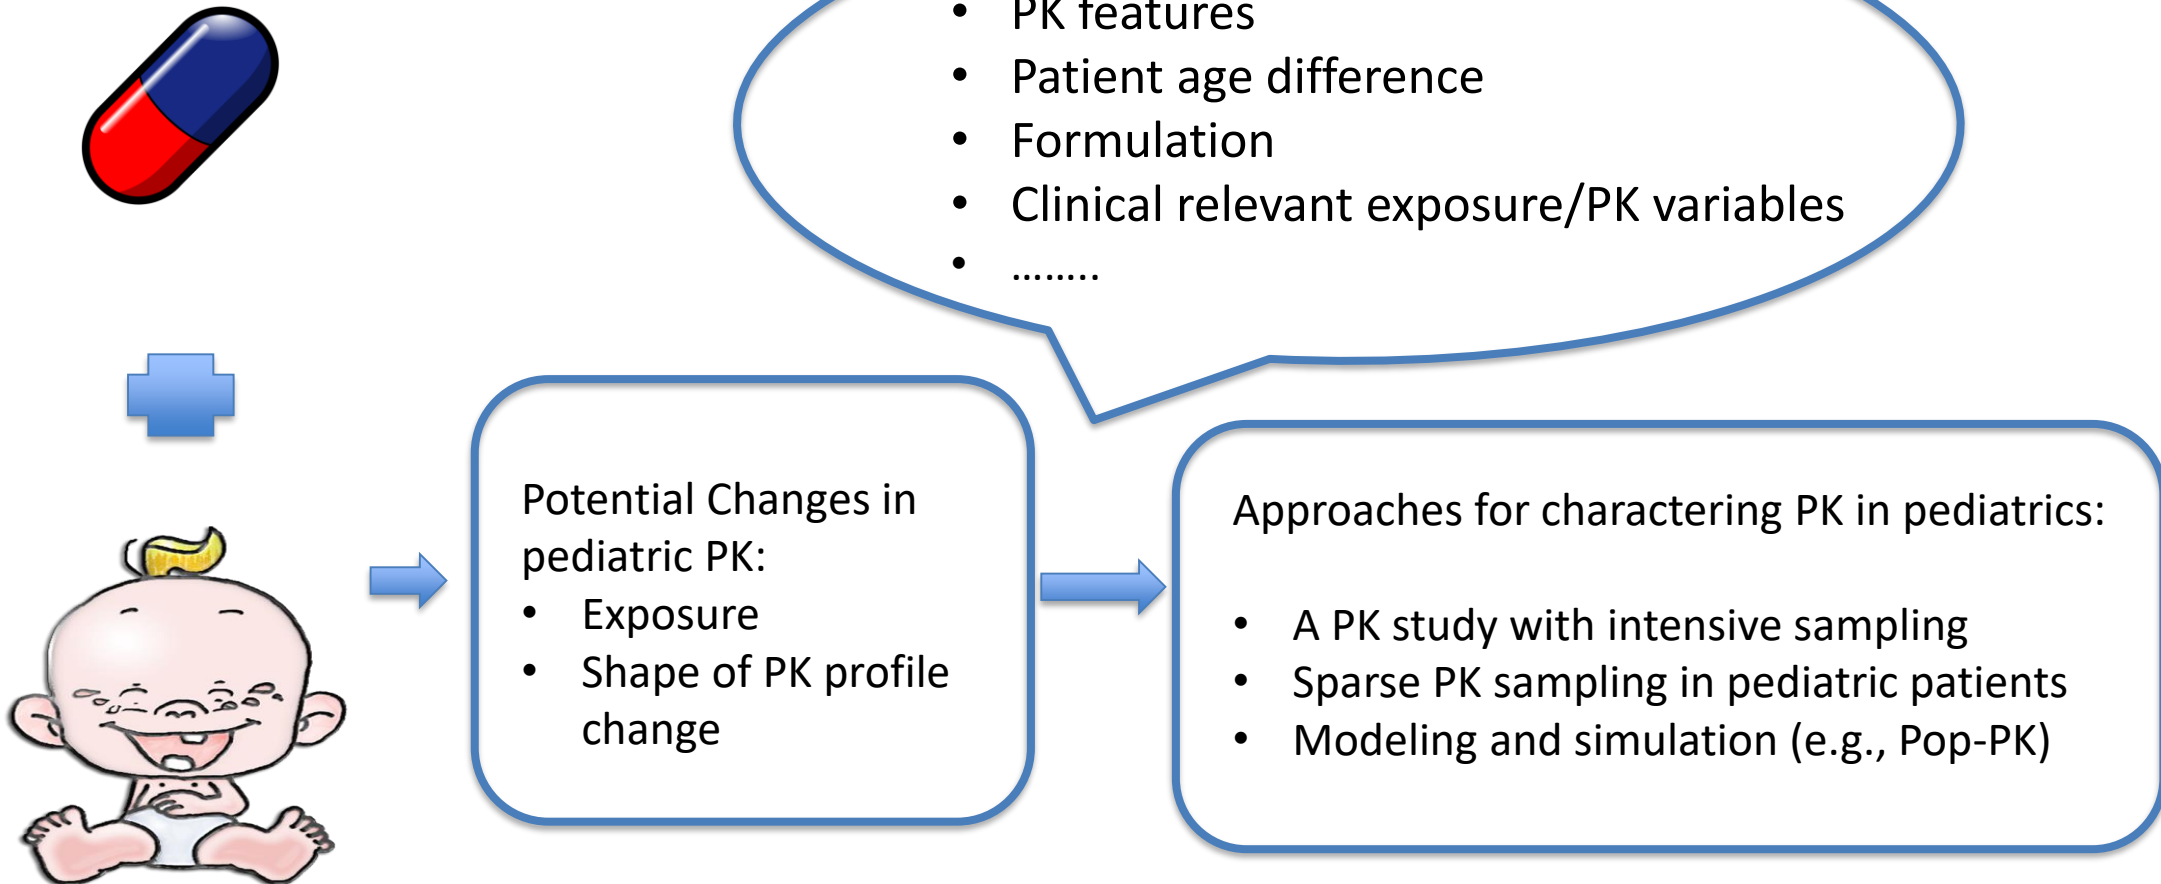 • PK features
• Patient age difference
• Formulation
• Clinical relevant exposure/PK variables
• ........
Potential Changes in
pediatric PK:
• Exposure
• Shape of PK profile
change
Approaches for charactering PK in pediatrics:
• A PK study with intensive sampling
• Sparse PK sampling in pediatric patients
• Modeling and simulation (e.g., Pop-PK)